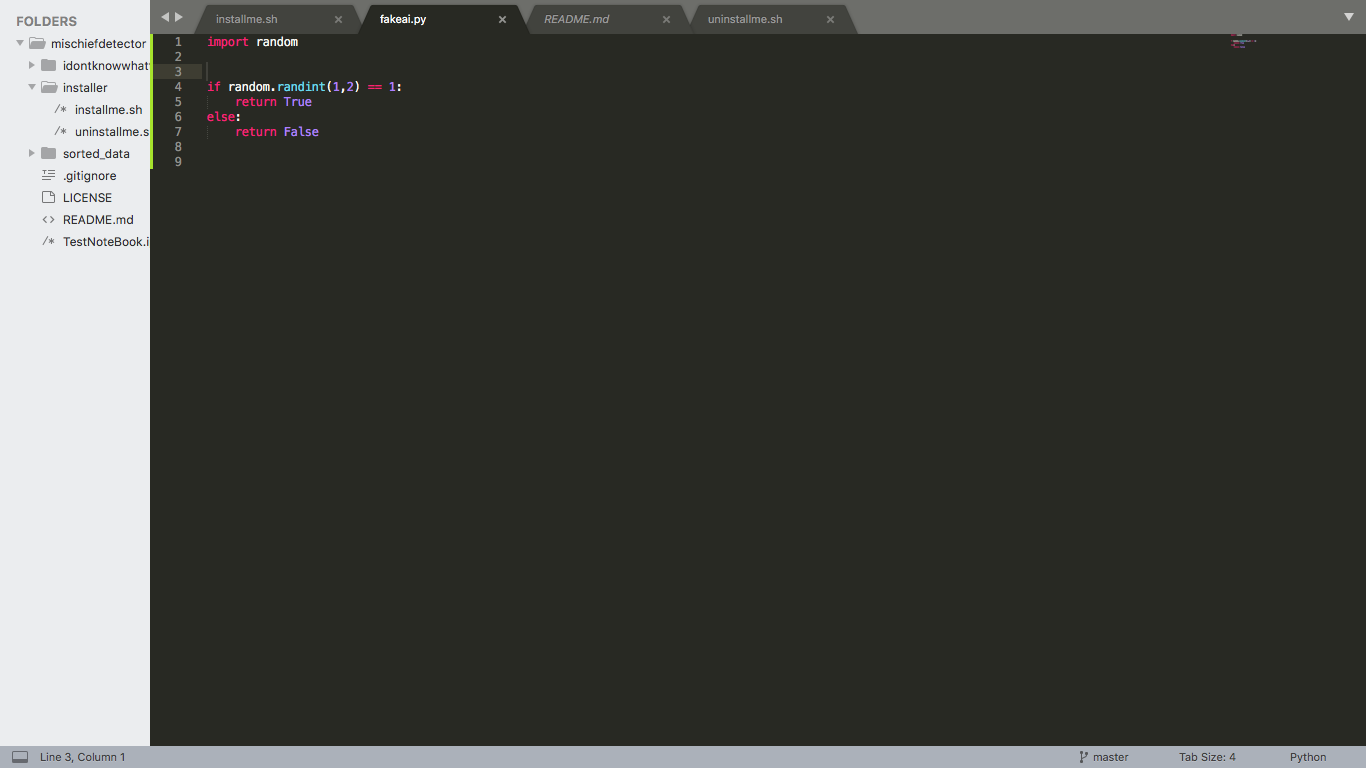 FOLDERS
mischiefdetector
idontknowwhat
installer
/* installme.sh
/* uninstallme.s
sorted_data
.gitignore
LICENSE
<> README.md
/* TestNoteBook.i
installme.sh ×
fakeai.py ×
README.md ×
uninstallme.sh ×
1 import random
2
3
4 if random.randint(1,2) == 1:
5 return True
6 else:
7 return False
8
9
Line 3, Column 1
master
Tab Size: 4
Python